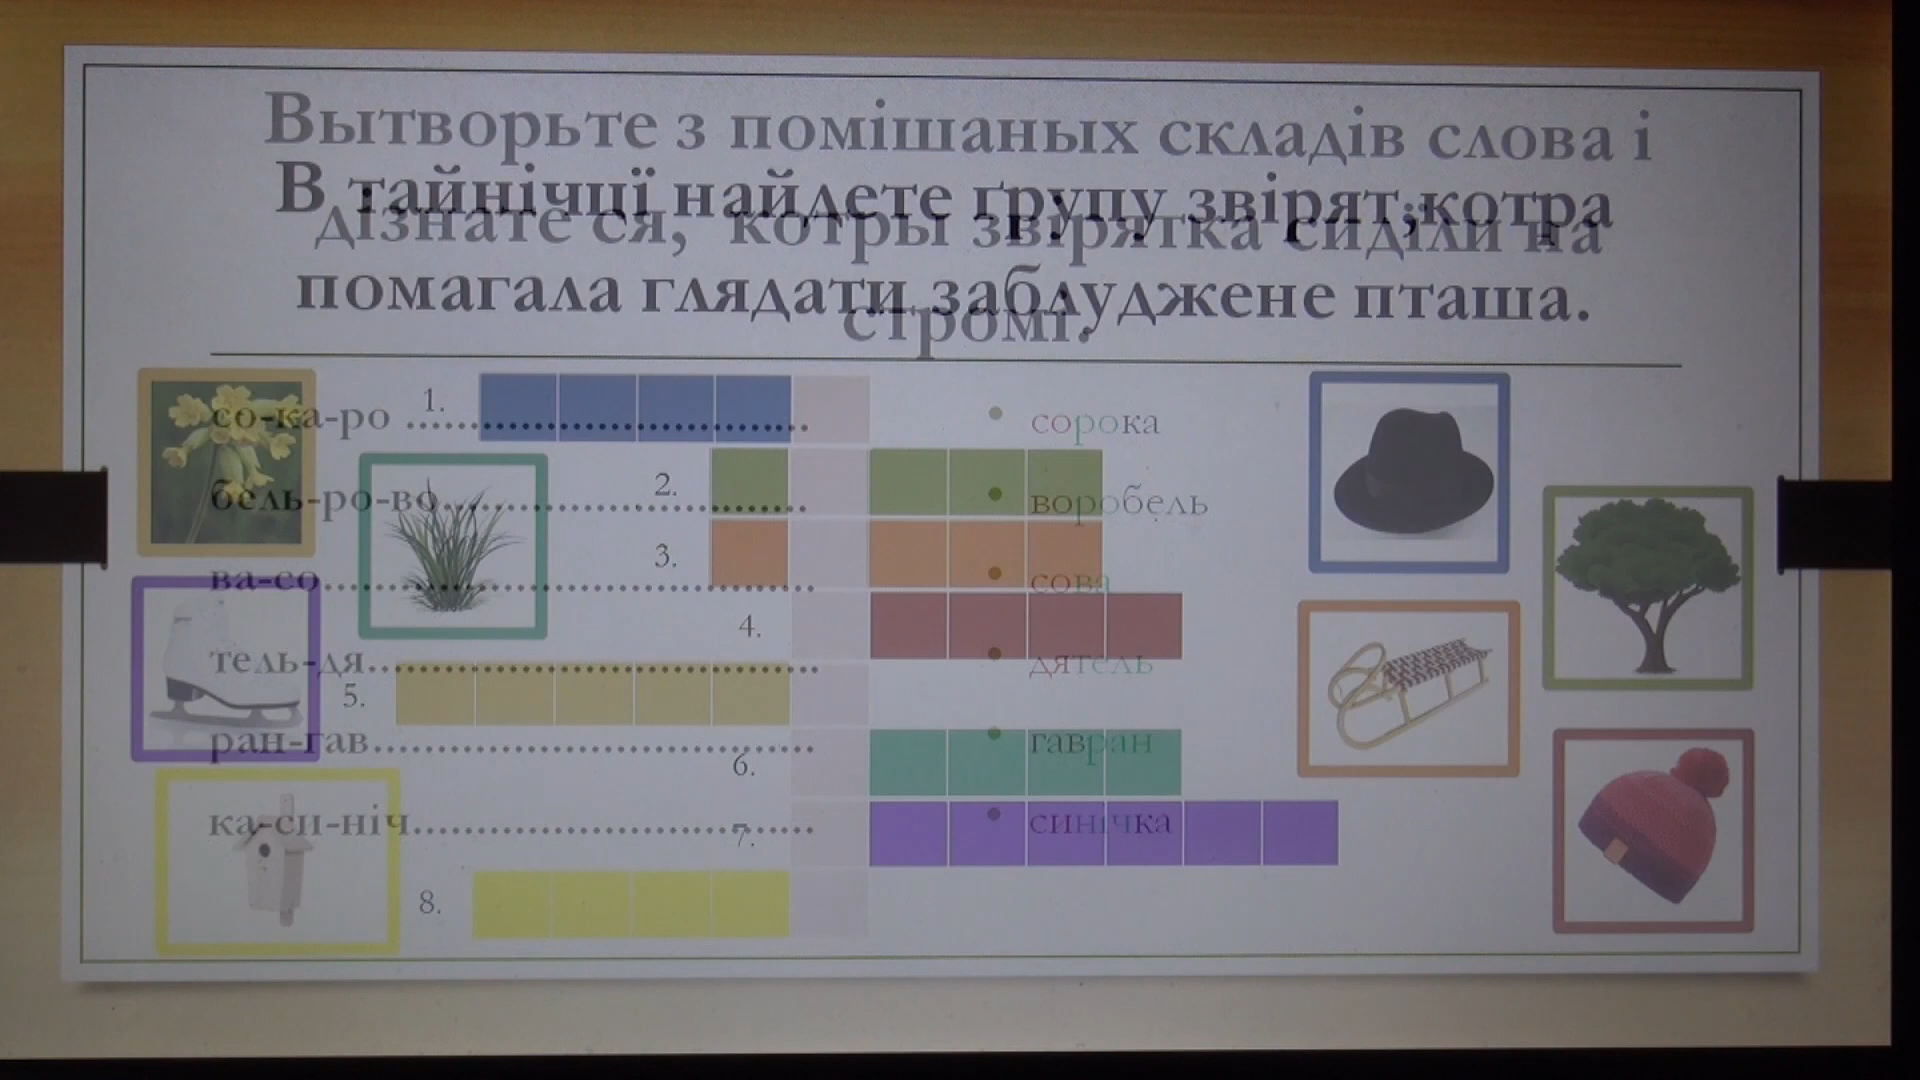 Вытворьте з помішаных складів слова і
дізнате ся, котры звірятка сиділи на
стромі.
В тайнічцї найдете ґрупу звірят,котра
помагала глядати заблуджене пташа.
со-ка-ро ........................................
бель-ро-во....................................
ва-со..................................................
тель-дя.............................................
ран-гав............................................
ка-си-ніч........................................
• сорока
• воробель
• сова
• дятель
• гавран
• синічка
1.
2.
3.
4.
5.
6.
7.
8.